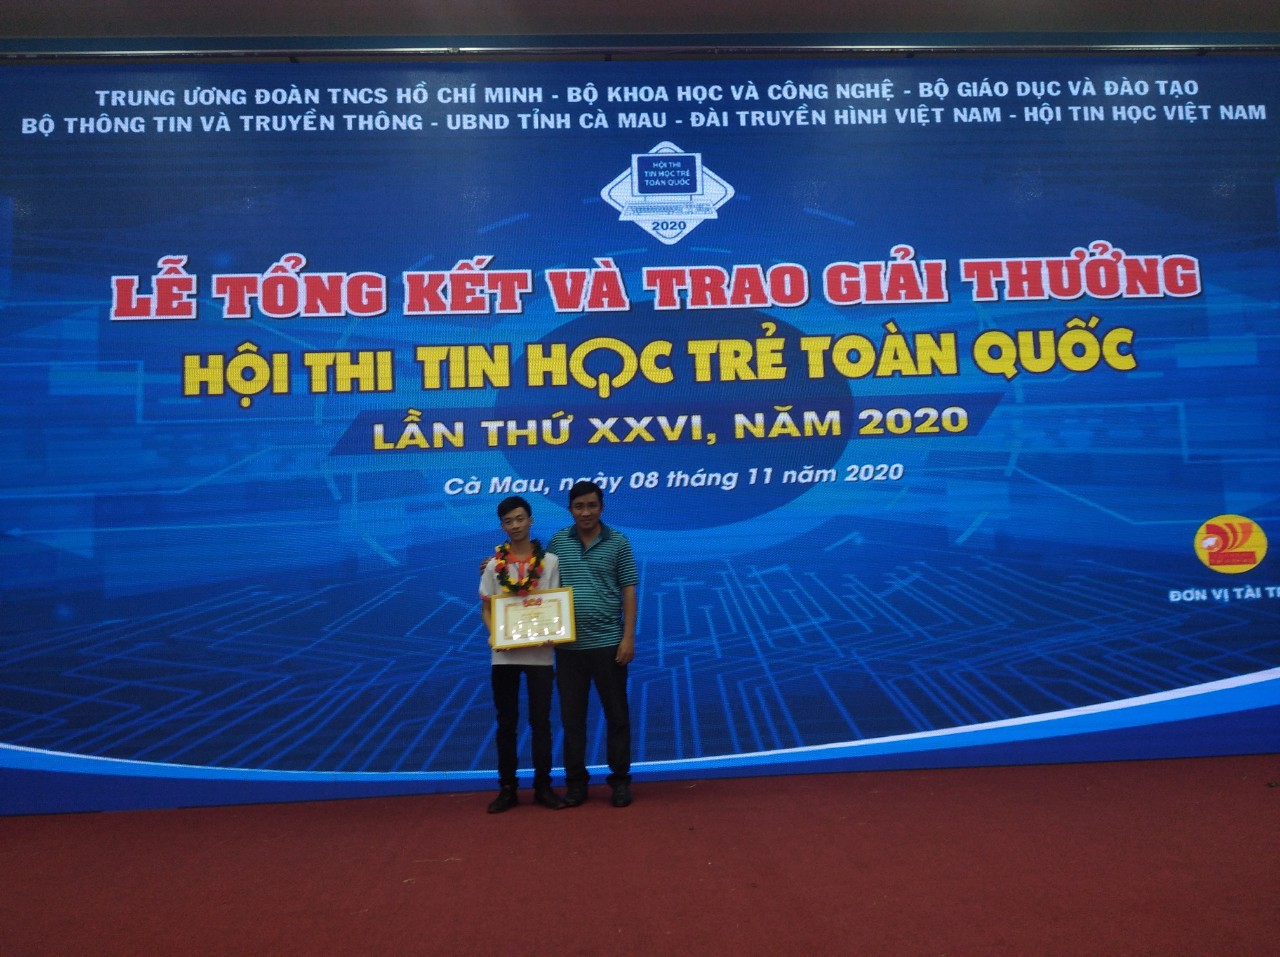 TRUNG ƯƠNG ĐOÀN TNCS HỒ CHÍ MINH - BỘ KHOA HỌC VÀ CÔNG NGHỆ - BỘ GIÁO DỤC VÀ ĐÀO TẠO
BỘ THÔNG TIN VÀ TRUYỀN THÔNG - UBND TỈNH CÀ MAU - ĐÀI TRUYỀN HÌNH VIỆT NAM - HỘI TIN HỌC VIỆT NAM
HỘI THI
TIN HỌC TRẺ
TOÀN QUỐC
2020
LỄ TỔNG KẾT VÀ TRAO GIẢI THƯỞNG
HỘI THI TIN HỌC TRẺ TOÀN QUỐC
LẦN THỨ XXVI, NĂM 2020
Cà Mau, ngày 08 tháng 11 năm 2020
ĐƠN VỊ TÀI